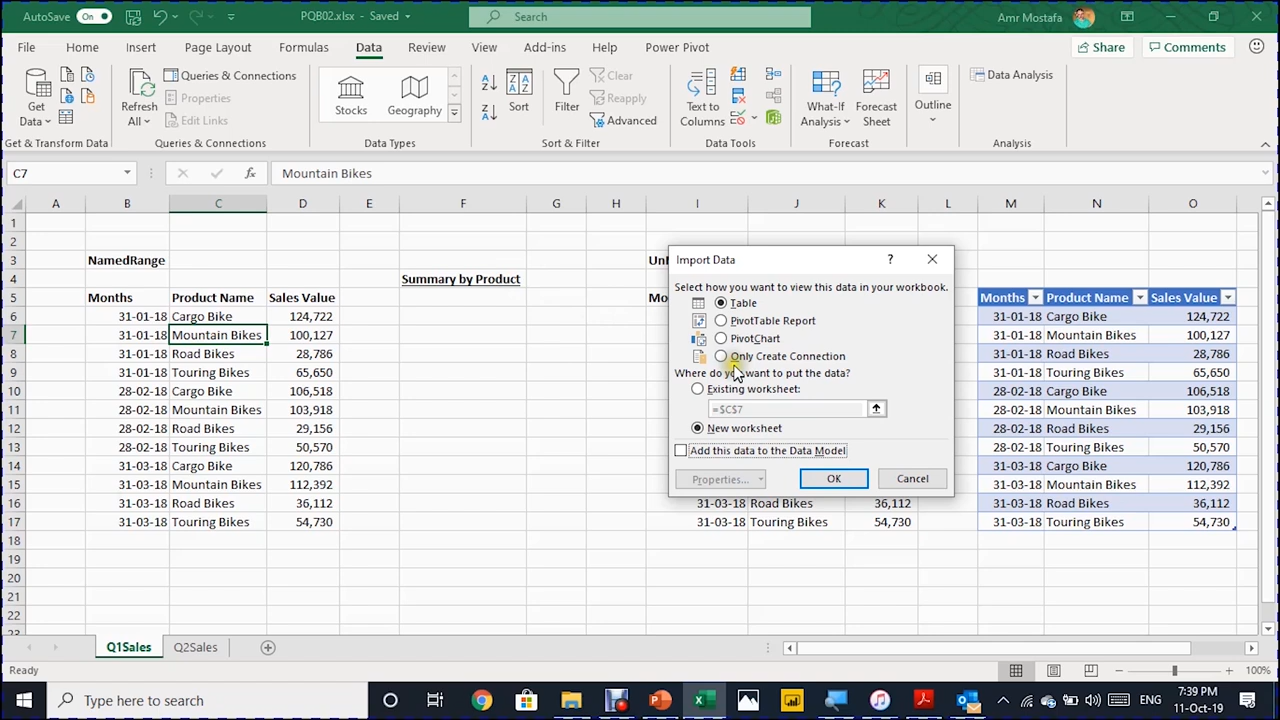 AutoSave On PQB02.xlsx - Saved Search Amr Mostafa
File Home Insert Page Layout Formulas Data Review View Add-ins Help Power Pivot Share Comments
Queries & Connections Clear Data Analysis
Properties Reapply
Edit Links Advanced
Get Data Refresh All Stocks Geography Sort Filter Text to Columns What-If Analysis Forecast Sheet Outline
Get & Transform Data Queries & Connections Data Types Sort & Filter Data Tools Forecast Analysis
C7 fx Mountain Bikes
A B C D E F G H I J K L M N O
1
2
3 NamedRange
4 Summary by Product
5 Months Product Name Sales Value Months Product Name Sales Value
6 31-01-18 Cargo Bike 124,722 31-01-18 Cargo Bike 124,722
7 31-01-18 Mountain Bikes 100,127 31-01-18 Mountain Bikes 100,127
8 31-01-18 Road Bikes 28,786 31-01-18 Road Bikes 28,786
9 31-01-18 Touring Bikes 65,650 31-01-18 Touring Bikes 65,650
10 28-02-18 Cargo Bike 106,518 28-02-18 Cargo Bike 106,518
11 28-02-18 Mountain Bikes 103,918 28-02-18 Mountain Bikes 103,918
12 28-02-18 Road Bikes 29,156 28-02-18 Road Bikes 29,156
13 28-02-18 Touring Bikes 50,570 28-02-18 Touring Bikes 50,570
14 31-03-18 Cargo Bike 120,786 31-03-18 Cargo Bike 120,786
15 31-03-18 Mountain Bikes 112,392 31-03-18 Mountain Bikes 112,392
16 31-03-18 Road Bikes 36,112 31-03-18 Road Bikes 36,112 31-03-18 Road Bikes 36,112
17 31-03-18 Touring Bikes 54,730 31-03-18 Touring Bikes 54,730 31-03-18 Touring Bikes 54,730
18
19
20
21
22
Import Data ?
Select how you want to view this data in your workbook.
Table
PivotTable Report
PivotChart
Only Create Connection
Where do you want to put the data?
Existing worksheet:
=$C$7
New worksheet
Add this data to the Data Model
Properties... OK Cancel
Q1Sales Q2Sales
Ready 100%
Type here to search ENG 7:39 PM
11-Oct-19